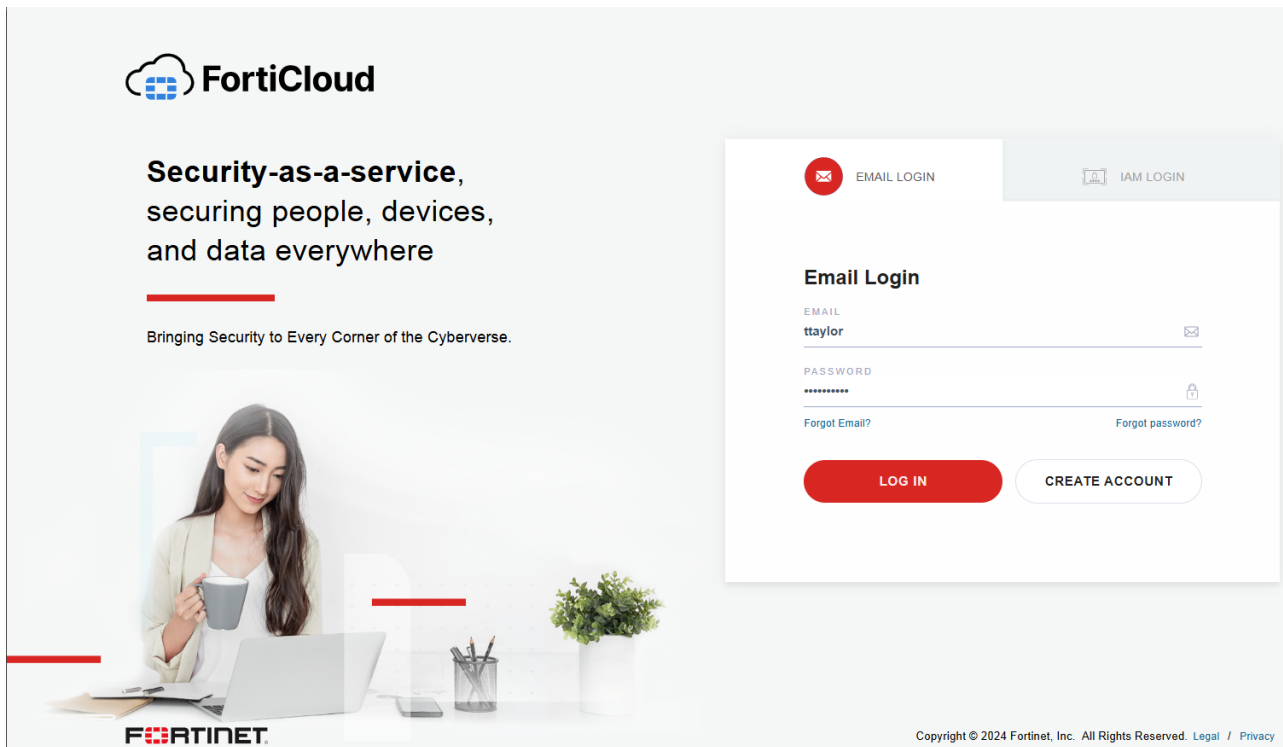 FortiCloud
Security-as-a-service,
securing people, devices,
and data everywhere
Bringing Security to Every Corner of the Cyberverse.
EMAIL LOGIN
IAM LOGIN
Email Login
EMAIL
ttaylor
PASSWORD
••••••••••
Forgot Email?
Forgot password?
LOG IN
CREATE ACCOUNT
FORTINET
Copyright © 2024 Fortinet, Inc. All Rights Reserved. Legal / Privacy